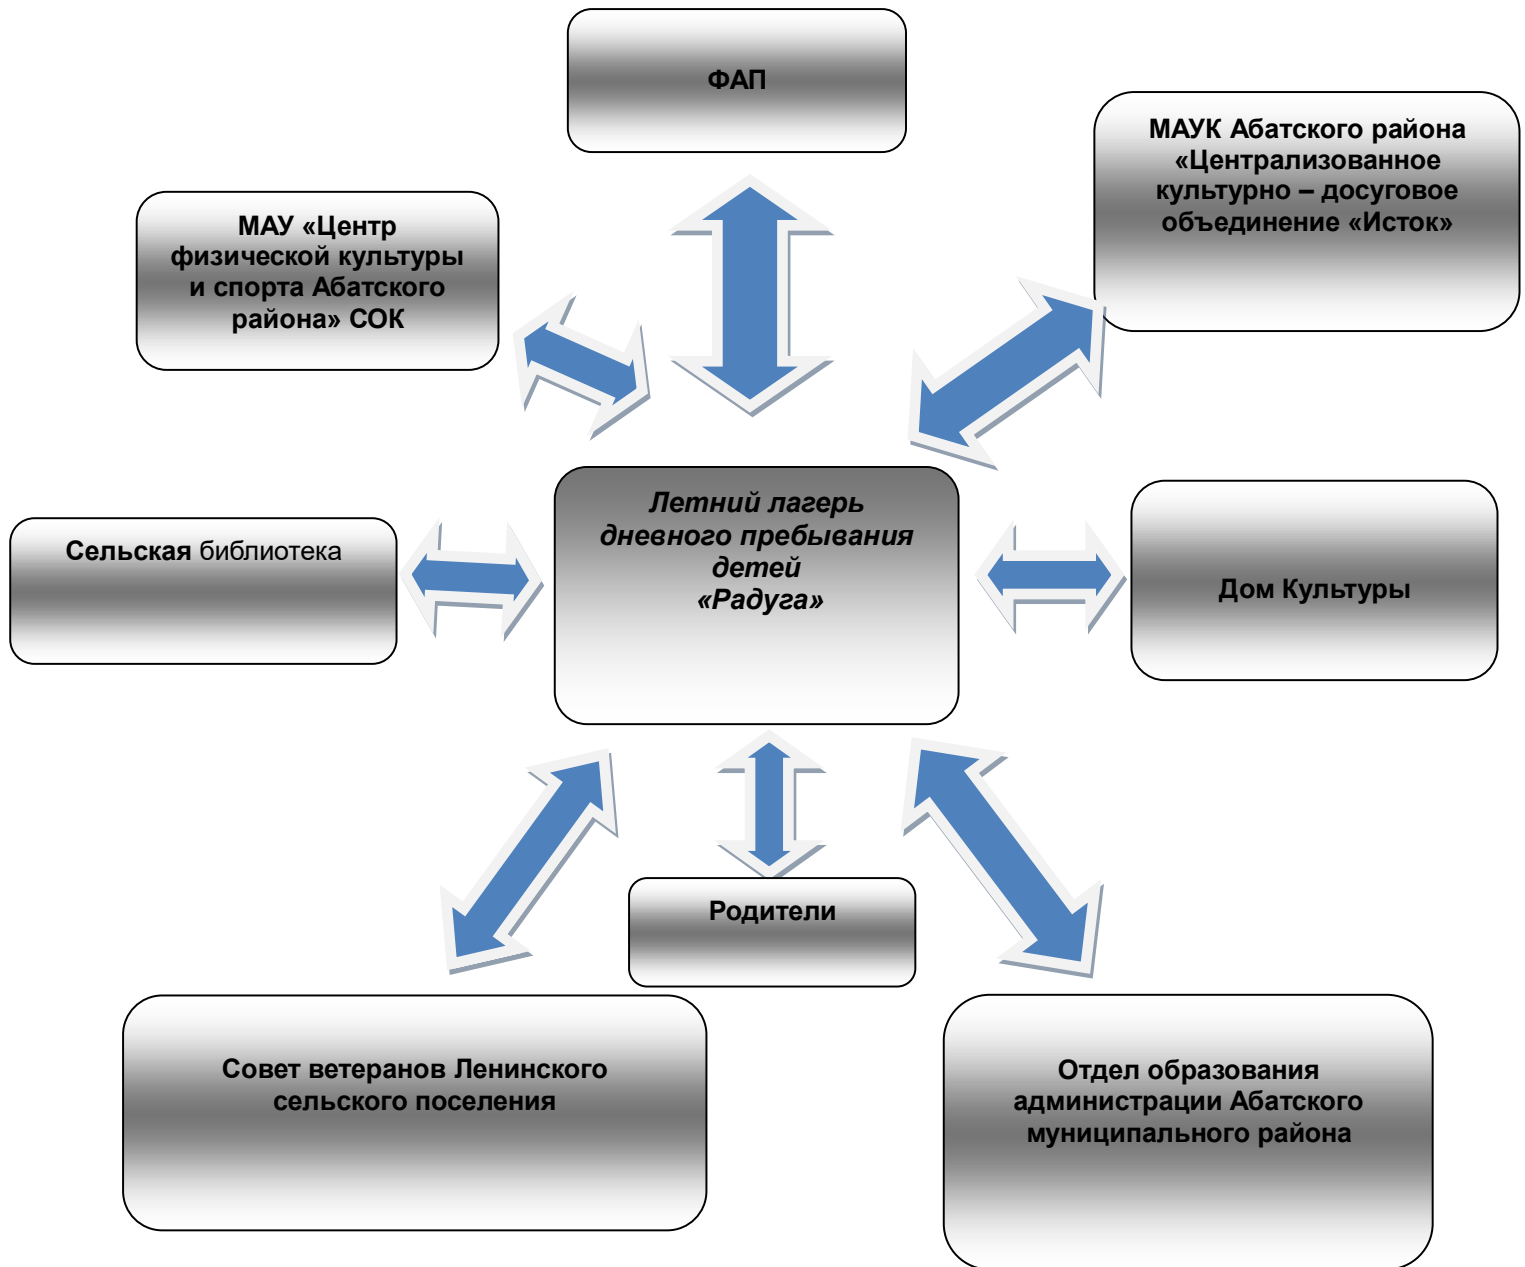 ФАП
МАУК Абатского района
«Централизованное
культурно – досуговое
объединение «Исток»
МАУ «Центр
физической культуры
и спорта Абатского
района» СОК
Летний лагерь
дневного пребывания
детей
«Радуга»
Сельская библиотека
Дом Культуры
Родители
Совет ветеранов Ленинского
сельского поселения
Отдел образования
администрации Абатского
муниципального района